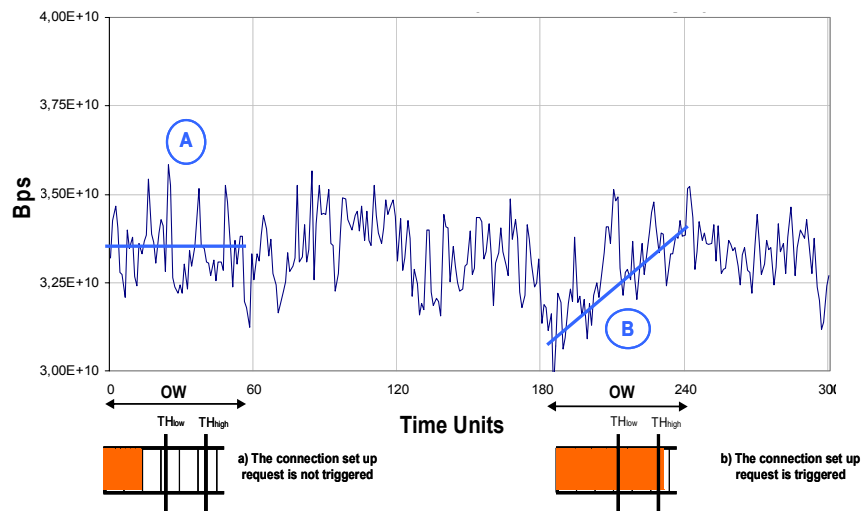 4,00E+10
3,75E+10
A
3,50E+10
Bps
3,25E+10
B
3,00E+10
0 60 120 180 240 300
OW OW
Time Units
THlow THhigh THlow THhigh
a) The connection set up
request is not triggered
b) The connection set up
request is triggered